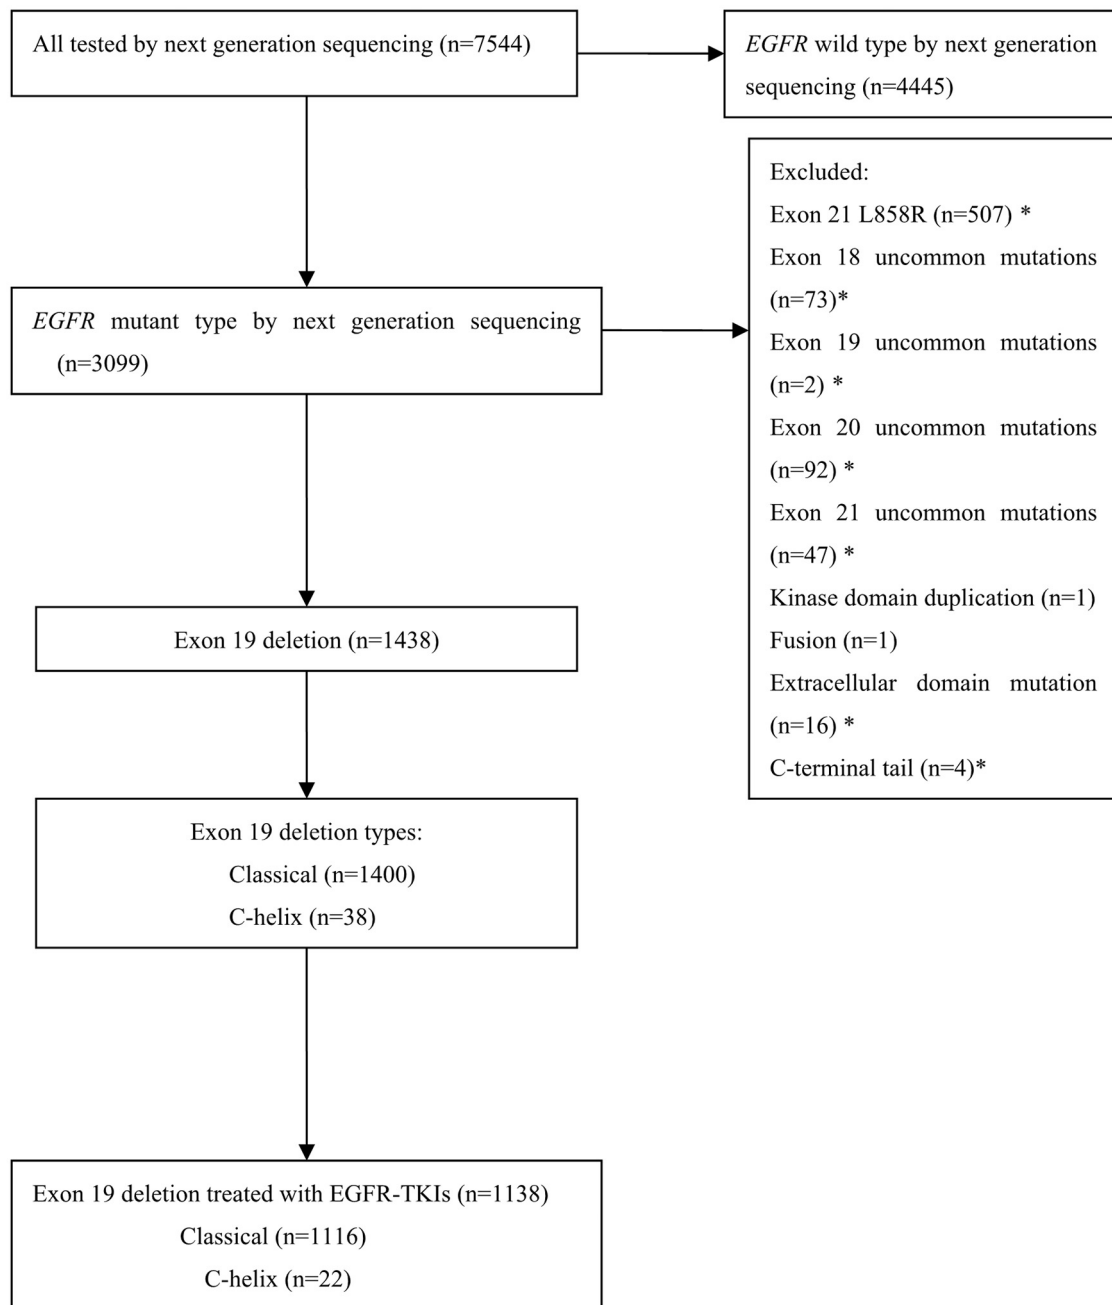 All tested by next generation sequencing (n=7544)
EGFR wild type by next generation
sequencing (n=4445)
Excluded:
Exon 21 L858R (n=507) *
Exon 18 uncommon mutations
(n=73)*
Exon 19 uncommon mutations
(n=2) *
Exon 20 uncommon mutations
(n=92) *
Exon 21 uncommon mutations
(n=47) *
Kinase domain duplication (n=1)
Fusion (n=1)
Extracellular domain mutation
(n=16) *
C-terminal tail (n=4)*
EGFR mutant type by next generation sequencing
(n=3099)
Exon 19 deletion (n=1438)
Exon 19 deletion types:
Classical (n=1400)
C-helix (n=38)
Exon 19 deletion treated with EGFR-TKIs (n=1138)
Classical (n=1116)
C-helix (n=22)